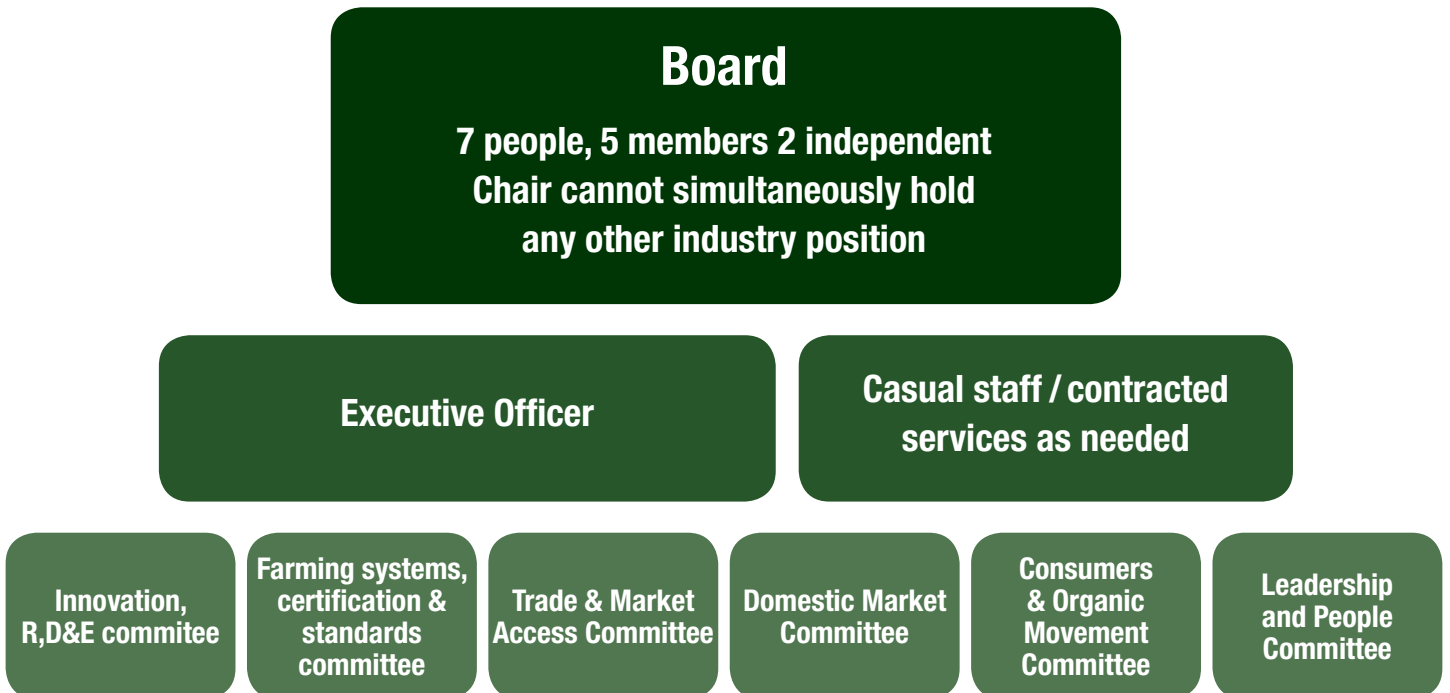 Board
7 people, 5 members 2 independent
Chair cannot simultaneously hold
any other industry position
Executive Officer
Casual staff / contracted
services as needed
Innovation,
R,D&E commitee
Farming systems,
certification &
standards
committee
Trade & Market
Access Committee
Domestic Market
Committee
Consumers
& Organic
Movement
Committee
Leadership
and People
Committee